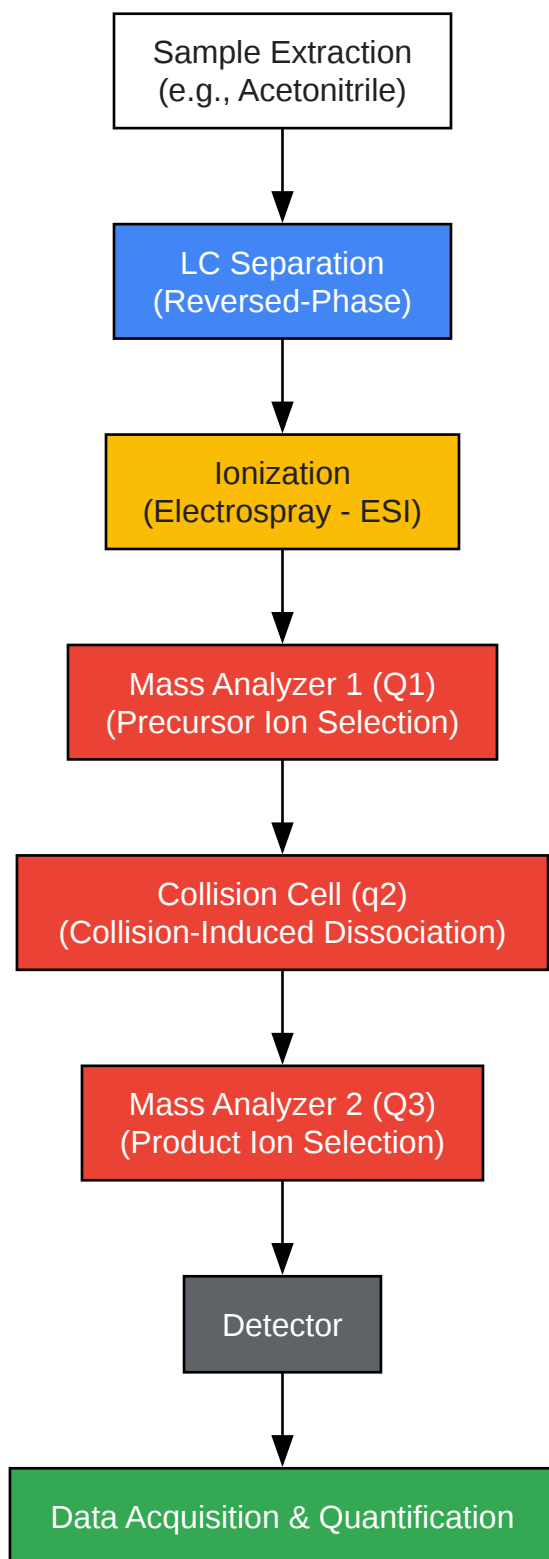 Sample Extraction
(e.g., Acetonitrile)
LC Separation
(Reversed-Phase)
Ionization
(Electrospray - ESI)
Mass Analyzer 1 (Q1)
(Precursor Ion Selection)
Collision Cell (q2)
(Collision-Induced Dissociation)
Mass Analyzer 2 (Q3)
(Product Ion Selection)
Detector
Data Acquisition & Quantification